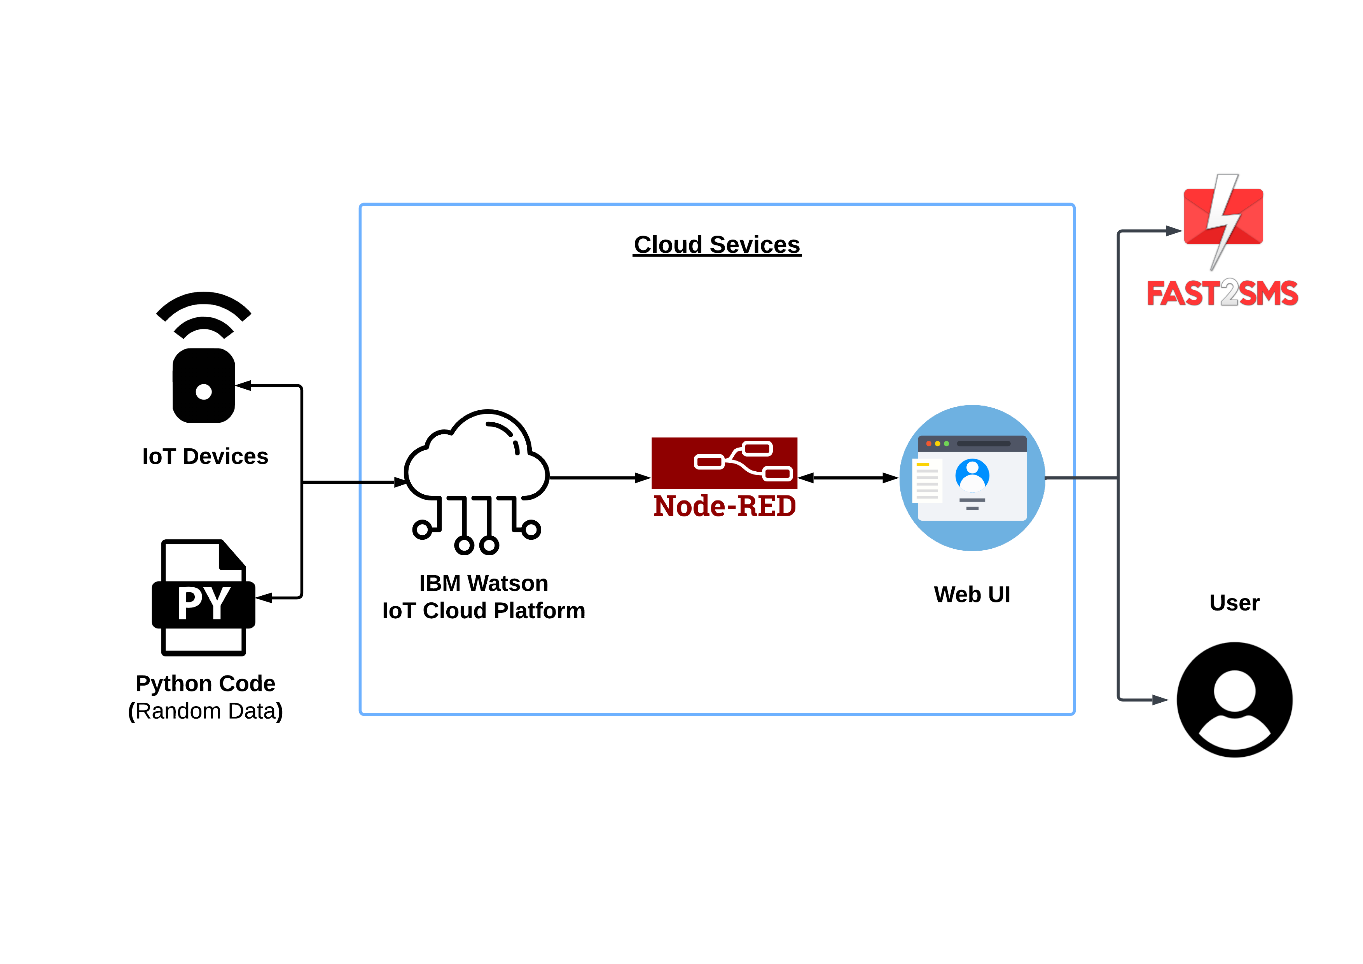 Cloud Sevices
FAST2SMS
IoT Devices
Node-RED
IBM Watson
IoT Cloud Platform
Web UI
User
PY
Python Code
(Random Data)